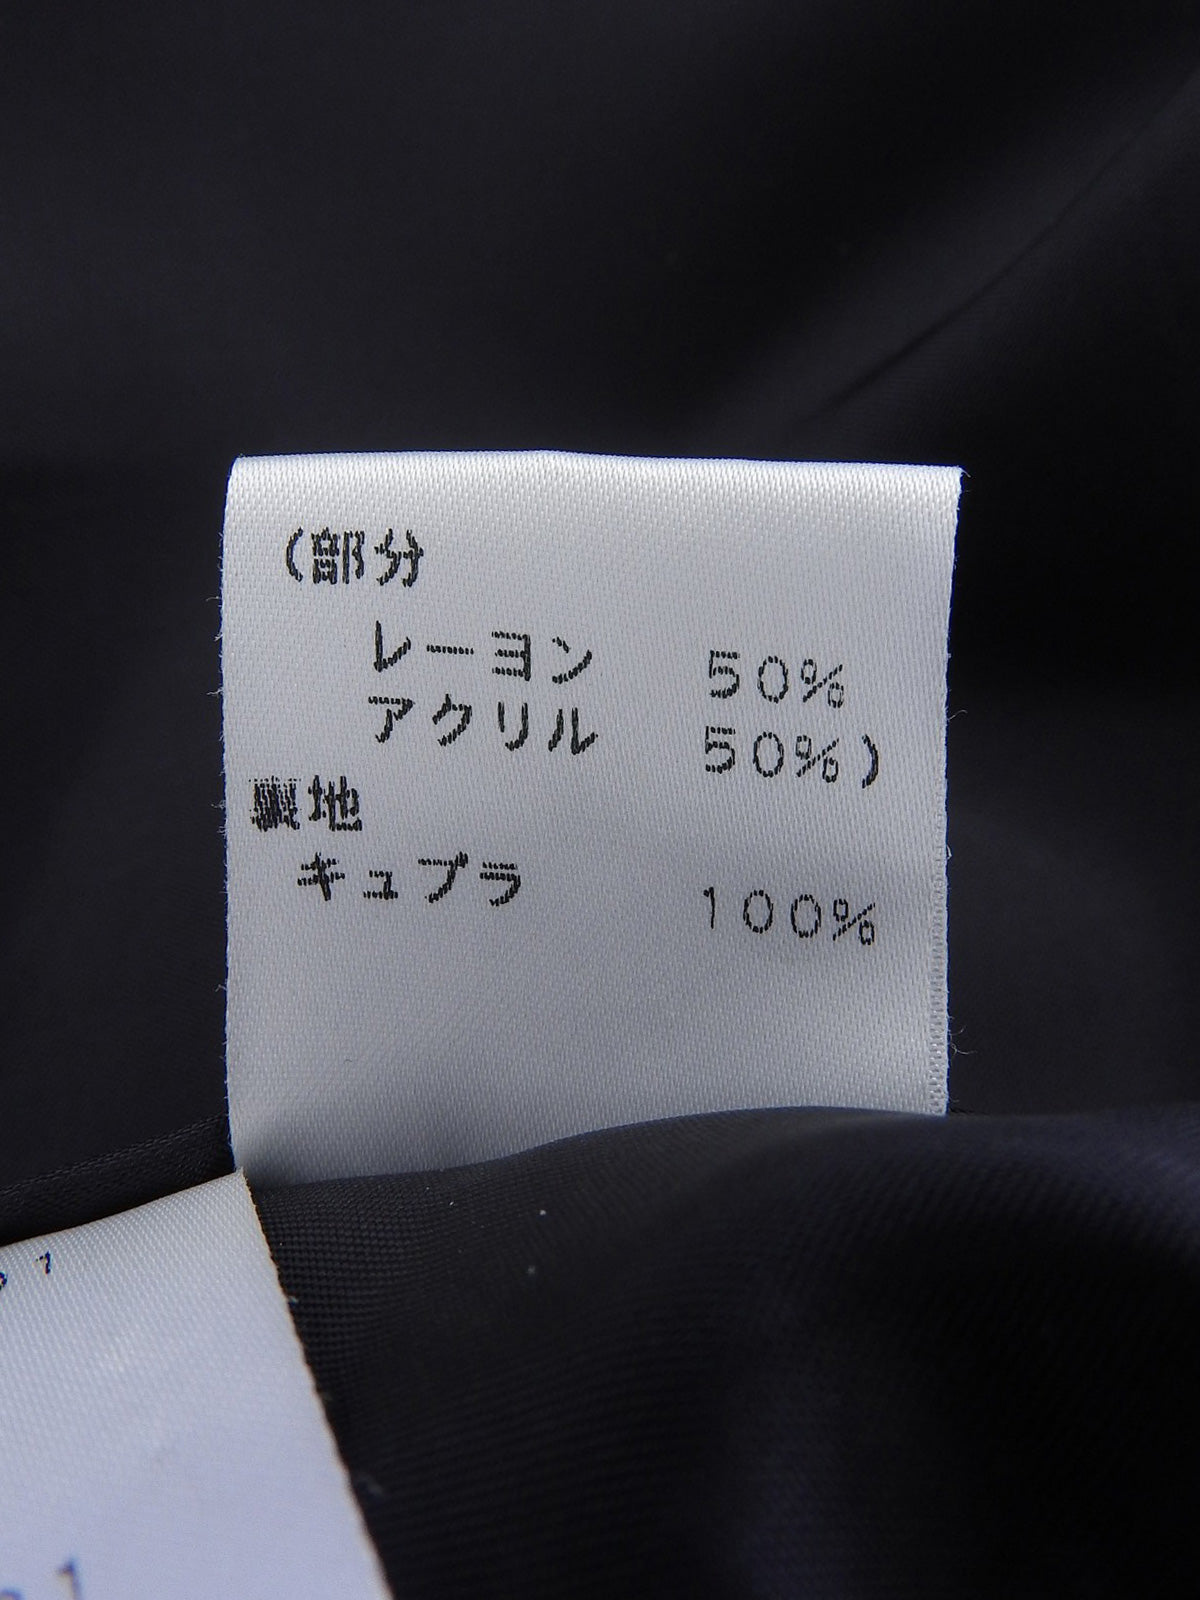 (部分
レーヨン 50%
アクリル 50%)
裏地
キュプラ 100%